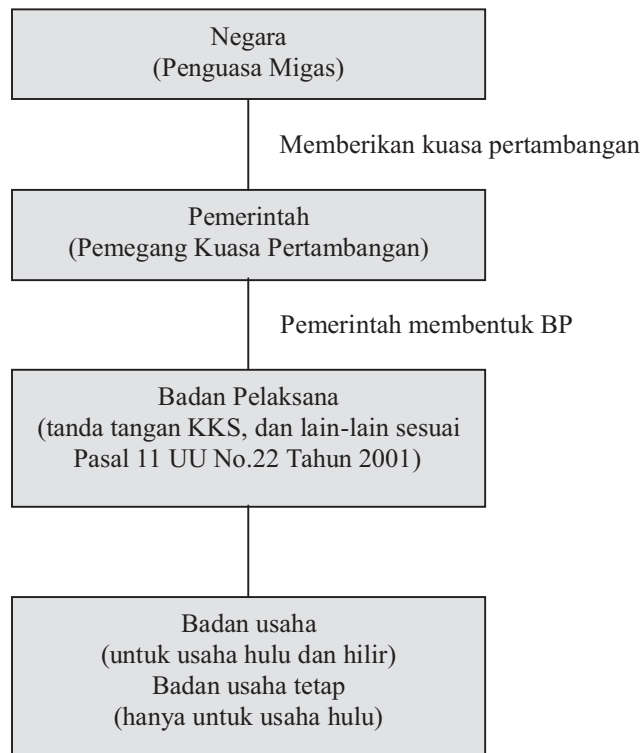 Negara
(Penguasa Migas)
Memberikan kuasa pertambangan
Pemerintah
(Pemegang Kuasa Pertambangan)
Pemerintah membentuk BP
Badan Pelaksana
(tanda tangan KKS, dan lain-lain sesuai
Pasal 11 UU No.22 Tahun 2001)
Badan usaha
(untuk usaha hulu dan hilir)
Badan usaha tetap
(hanya untuk usaha hulu)